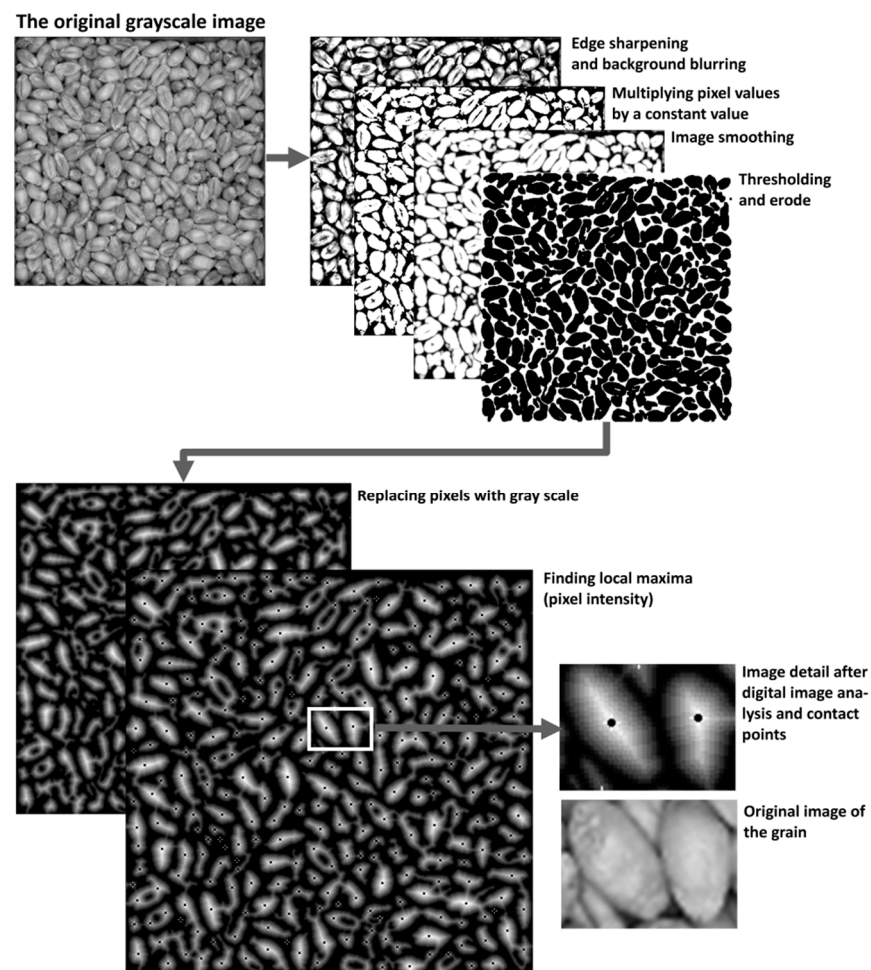 The original grayscale image
Edge sharpening
and background blurring
Multiplying pixel values
by a constant value
Image smoothing
Thresholding
and erode
Replacing pixels with gray scale
Finding local maxima
(pixel intensity)
Image detail after
digital image ana-
lysis and contact
points
Original image of
the grain